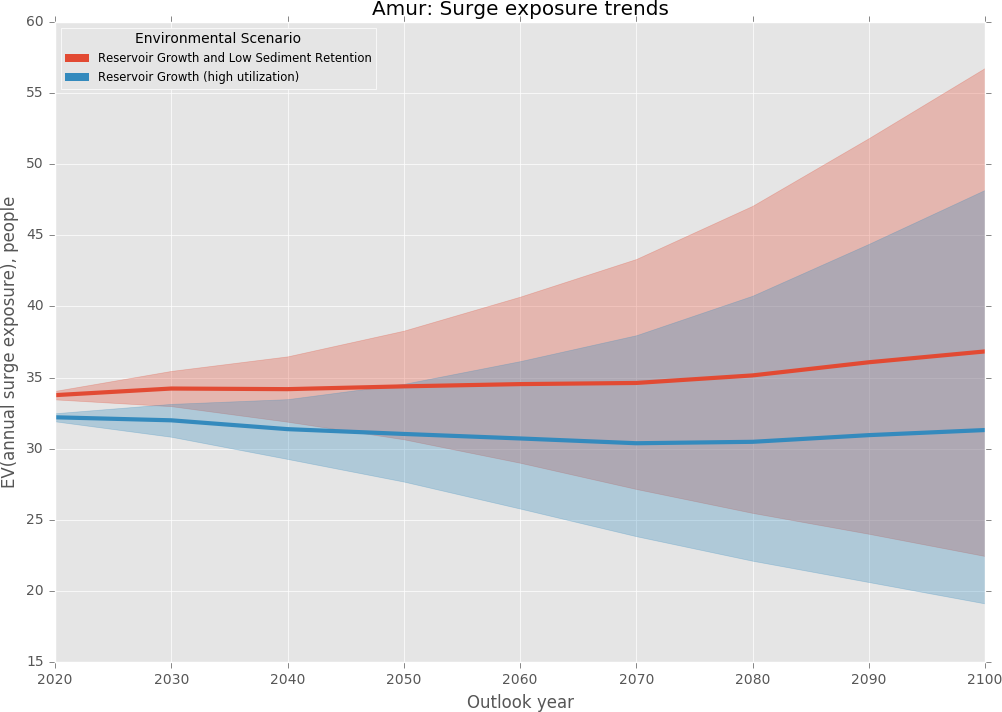 Amur: Surge exposure trends
Environmental Scenario
Reservoir Growth and Low Sediment Retention
Reservoir Growth (high utilization)
EV(annual surge exposure), people
60
55
50
45
40
35
30
25
20
15
2020 2030 2040 2050 2060 2070 2080 2090 2100
Outlook year